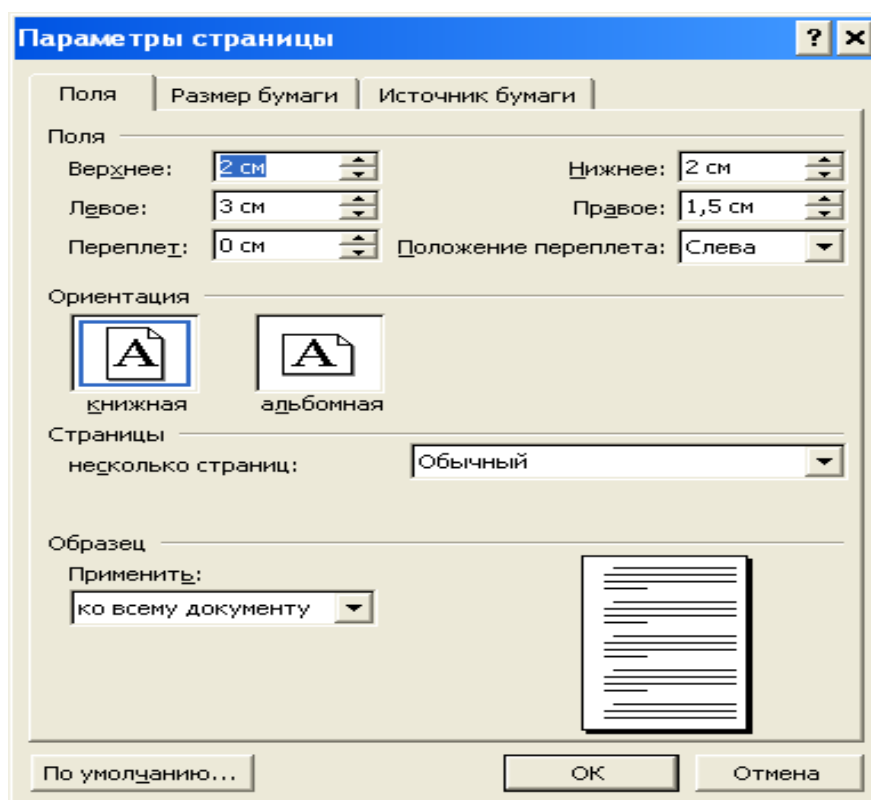 Параметры страницы
Поля Размер бумаги Источник бумаги
Поля
Верхнее: 2 см Нижнее: 2 см
Левое: 3 см Правое: 1,5 см
Переплет: 0 см Положение переплета: Слева
Ориентация
A A
книжная альбомная
Страницы
несколько страниц: Обычный
Образец
Применить:
ко всему документу
По умолчанию... ОК Отмена